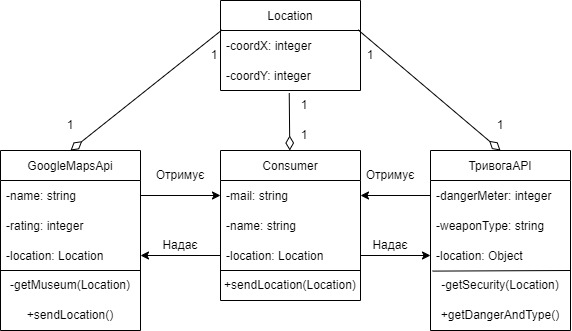 Location
-coordX: integer
-coordY: integer
1
1
1
1
1
1
GoogleMapsApi
-name: string
-rating: integer
-location: Location
-getMuseum(Location)
+sendLocation()
Отримує
Надає
Consumer
-mail: string
-name: string
-location: Location
+sendLocation(Location)
Отримує
Надає
ТривогаAPI
-dangerMeter: integer
-weaponType: string
-location: Object
-getSecurity(Location)
+getDangerAndType()